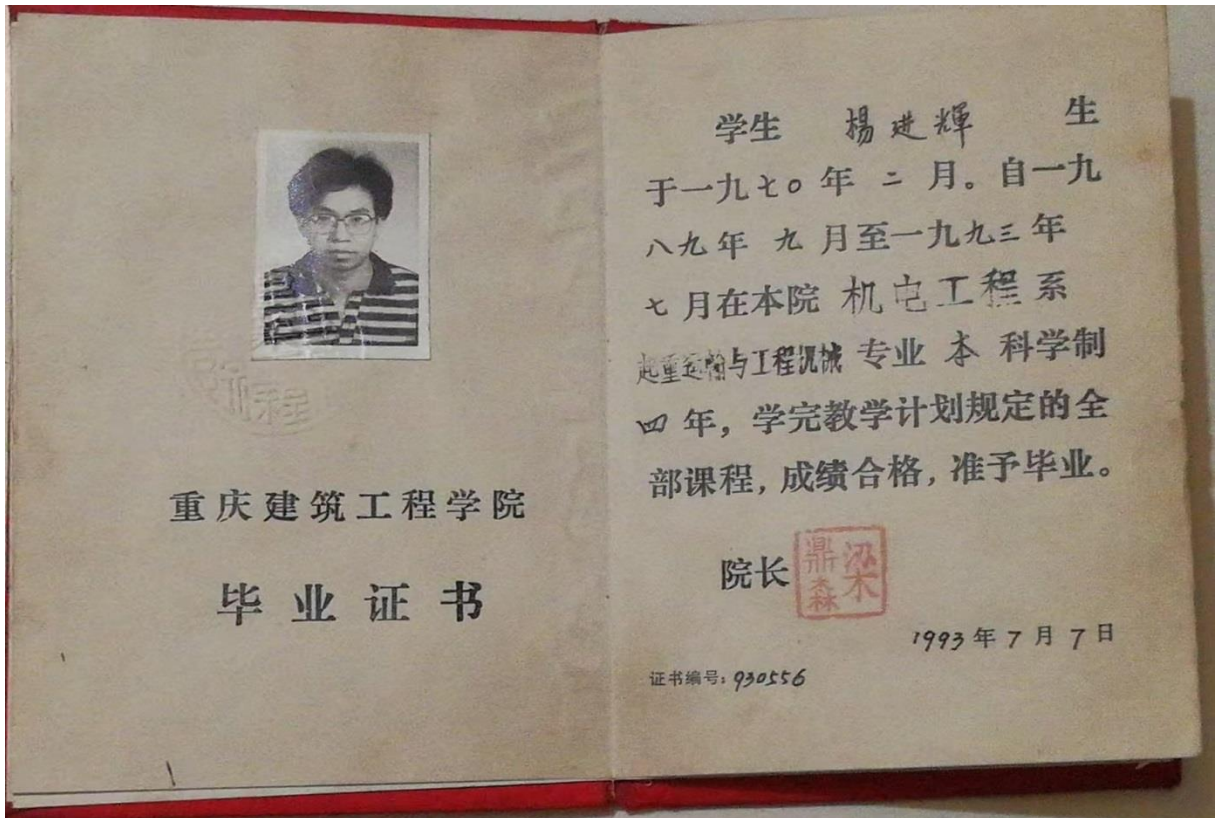 重庆建筑工程学院
毕业证书
学生 楊进輝 生
于一九七〇年 二 月。自一九
八九年 九 月至一九九三年
七 月在本院 机电工程 系
起重运输与工程机械 专业 本 科学制
四 年，学完教学计划规定的全
部课程，成绩合格，准予毕业。
院长
梁鼎森
1993年7月7日
证书编号：930556